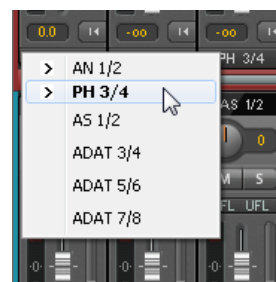 0.0 -oo -oo
PH 3/4
> AN 1/2
> PH 3/4
AS 1/2
AS 1/2
ADAT 3/4
0
ADAT 5/6
M S
FL UFL
ADAT 7/8
-0- -0- -0-